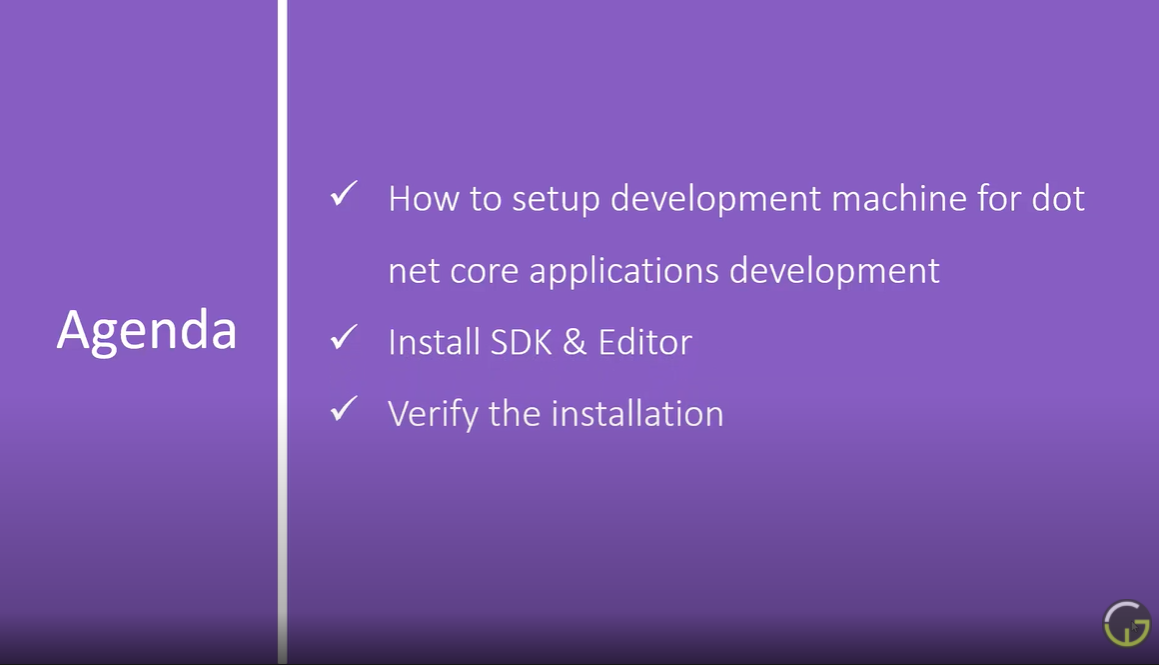 Agenda
How to setup development machine for dot
net core applications development
Install SDK & Editor
Verify the installation